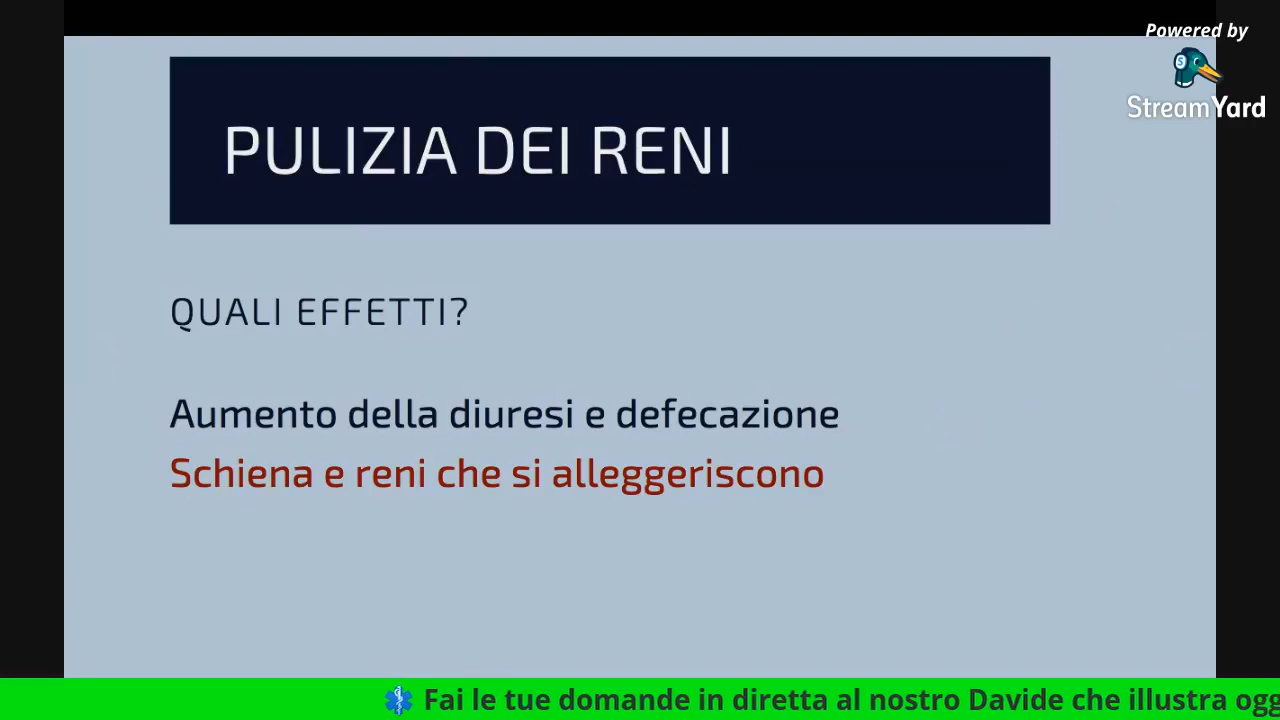 Powered by
StreamYard
PULIZIA DEI RENI
QUALI EFFETTI?
Aumento della diuresi e defecazione
Schiena e reni che si alleggeriscono
Fai le tue domande in diretta al nostro Davide che illustra